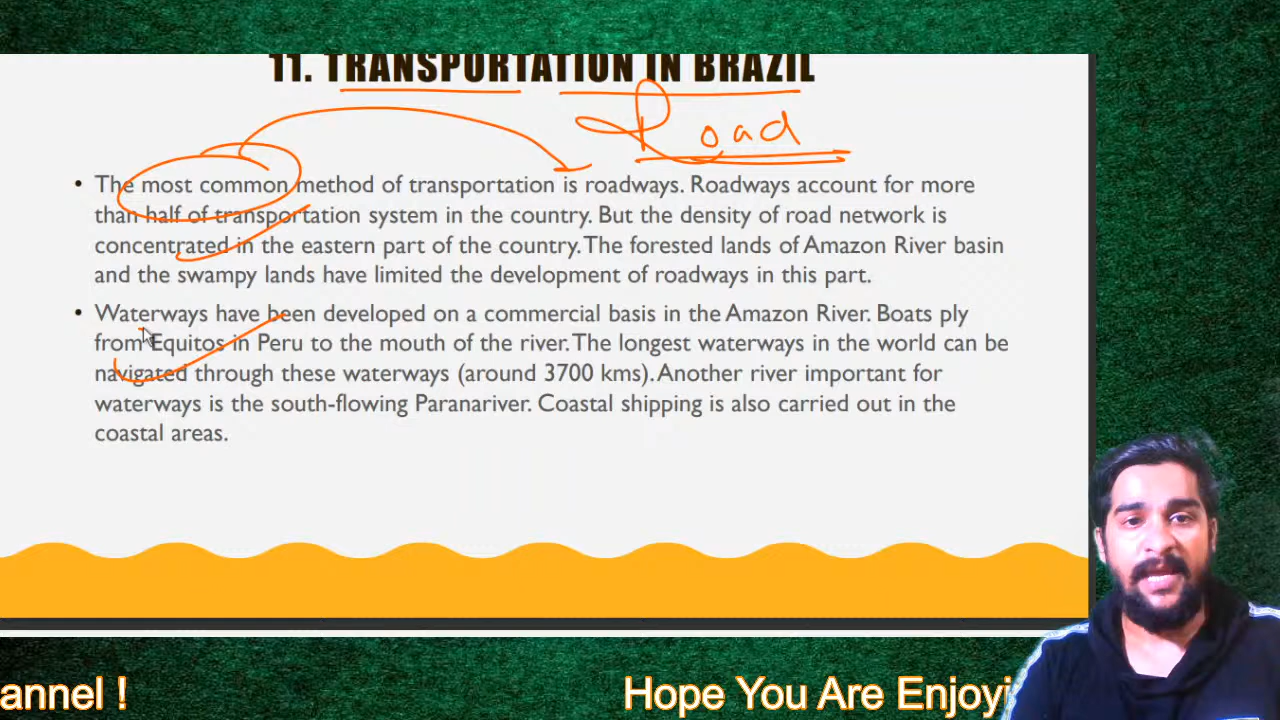 11. TRANSPORTATION IN BRAZIL
Road
• The most common method of transportation is roadways. Roadways account for more
than half of transportation system in the country. But the density of road network is
concentrated in the eastern part of the country. The forested lands of Amazon River basin
and the swampy lands have limited the development of roadways in this part.
• Waterways have been developed on a commercial basis in the Amazon River. Boats ply
from Equitos in Peru to the mouth of the river. The longest waterways in the world can be
navigated through these waterways (around 3700 kms). Another river important for
waterways is the south-flowing Paranariver. Coastal shipping is also carried out in the
coastal areas.
annel ! Hope You Are Enjoyi